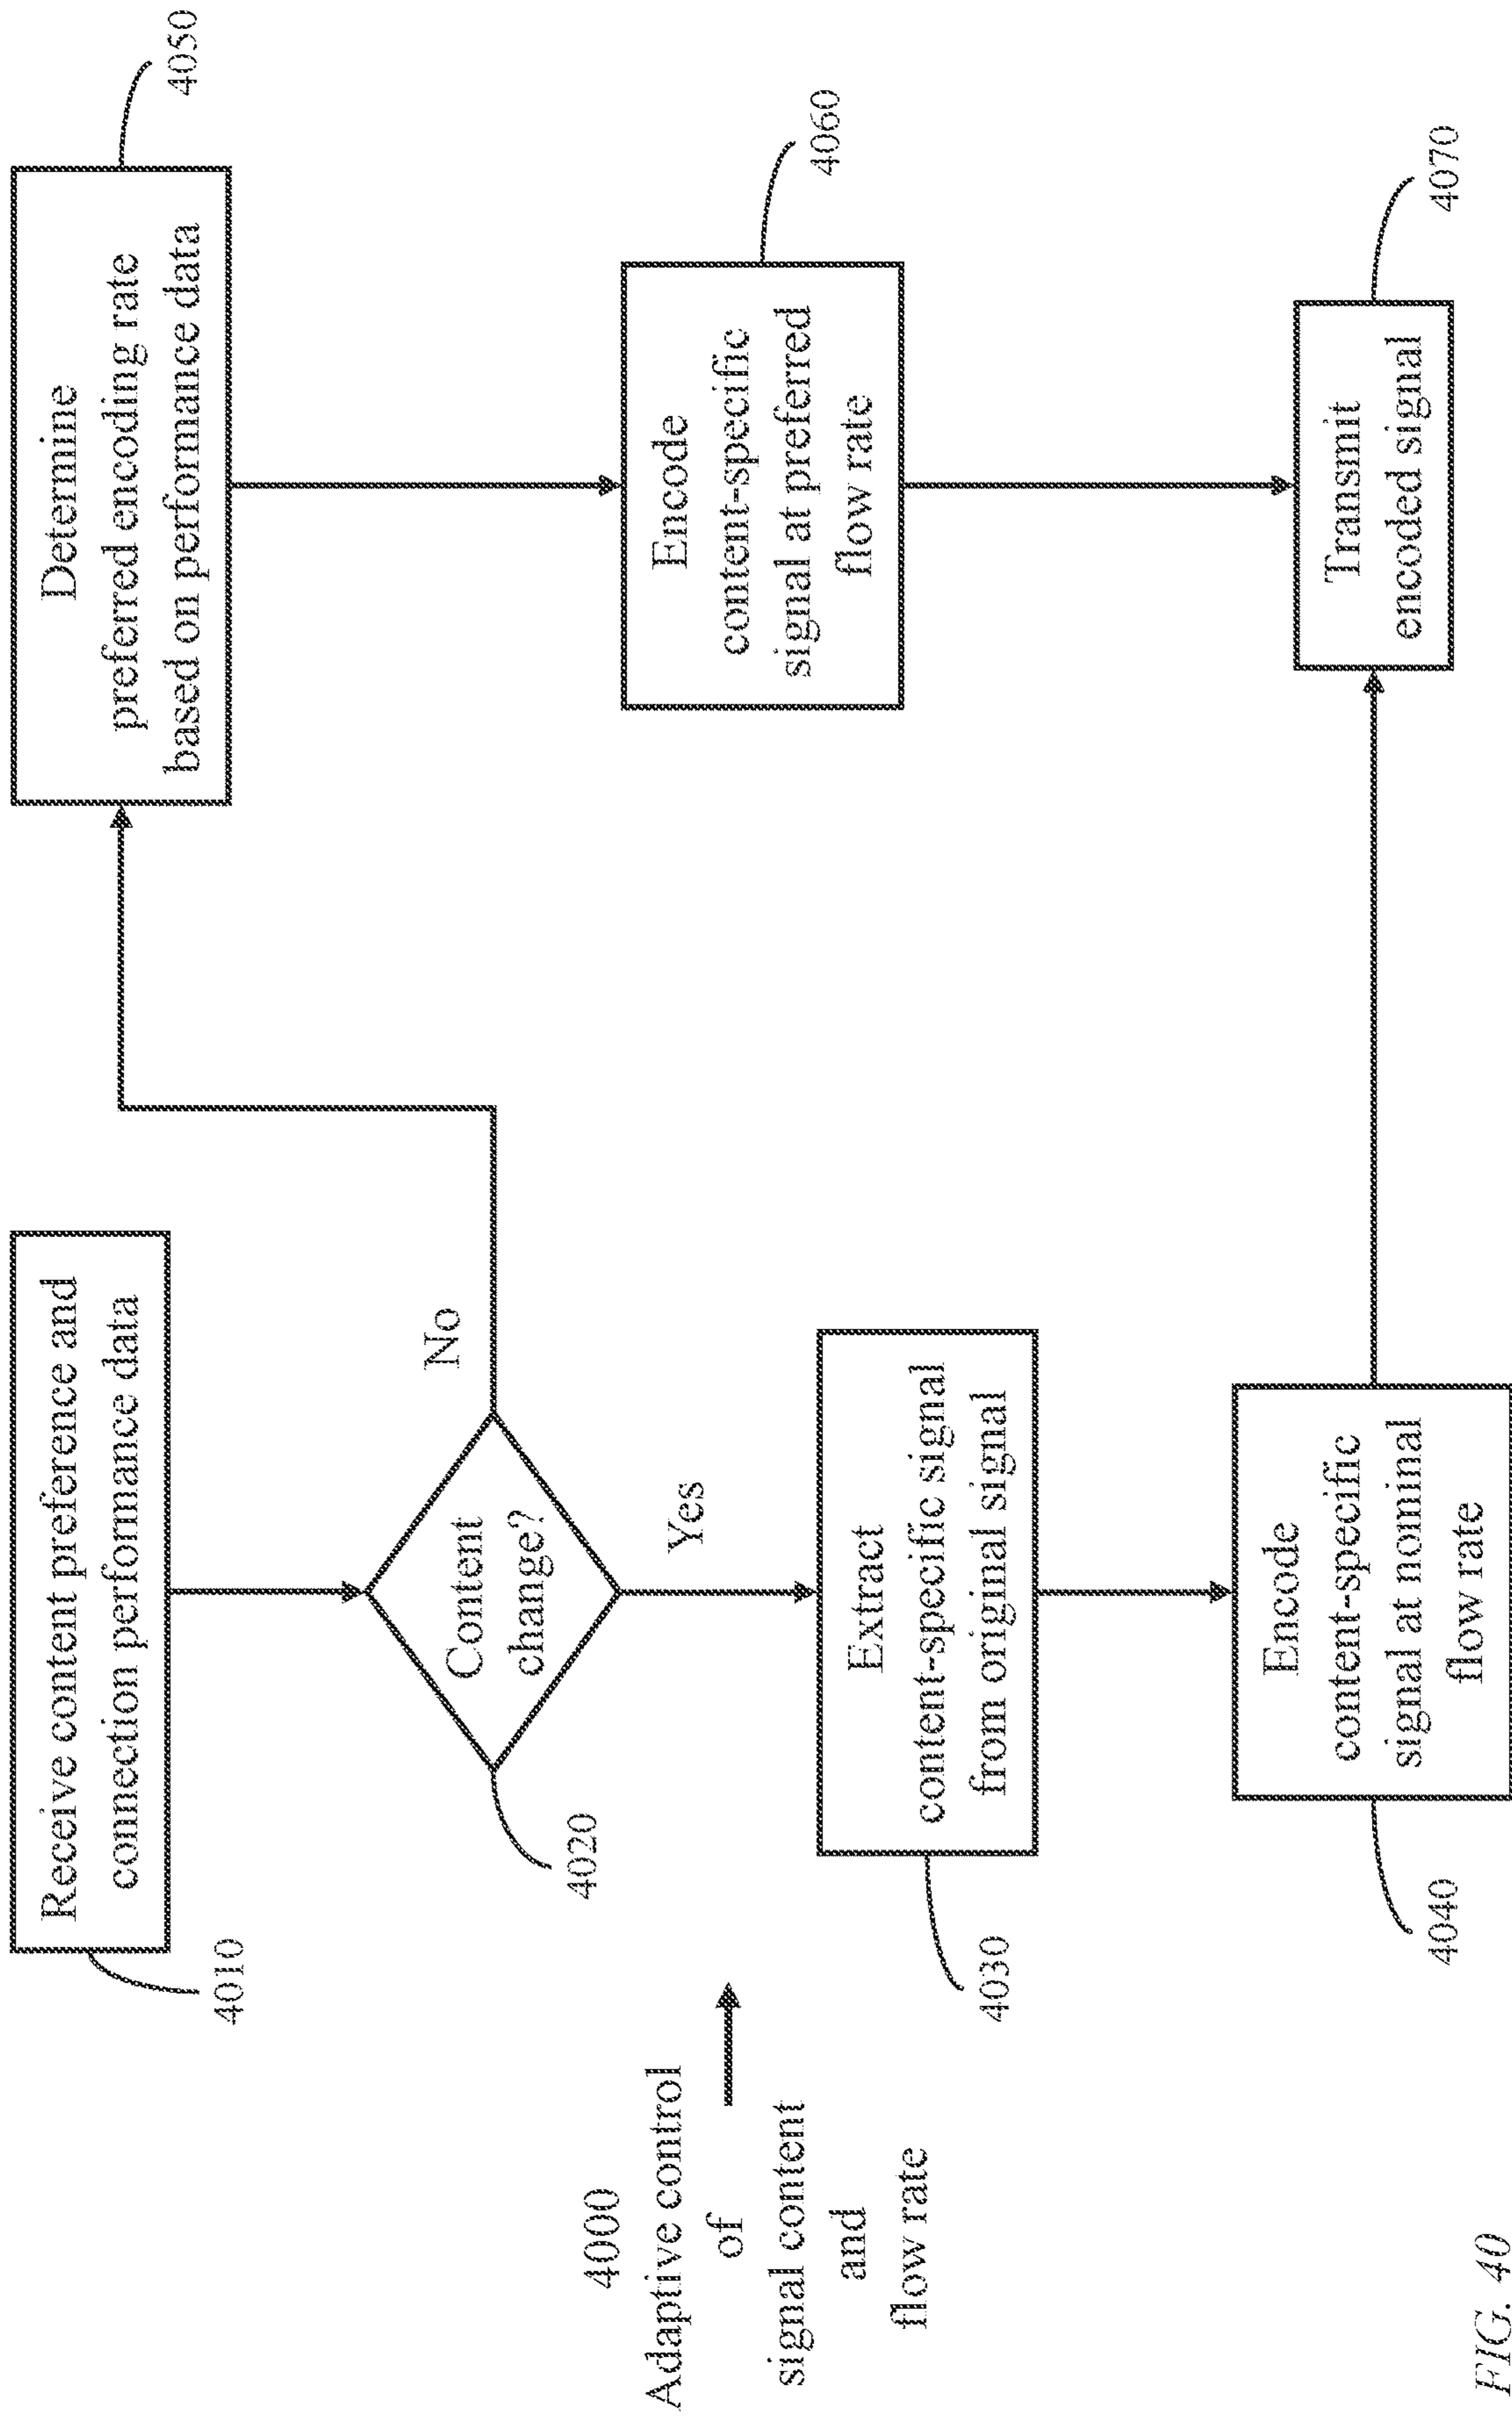 Receive content preference and
connection performance data
4010
Content
change?
4020
No
Yes
Extract
content-specific signal
from original signal
4030
Encode
content-specific
signal at nominal
flow rate
4040
Determine
preferred encoding rate
based on performance data
4050
Encode
content-specific
signal at preferred
flow rate
4060
Transmit
encoded signal
4070
4000
Adaptive control
of
signal content
and
flow rate
FIG. 40